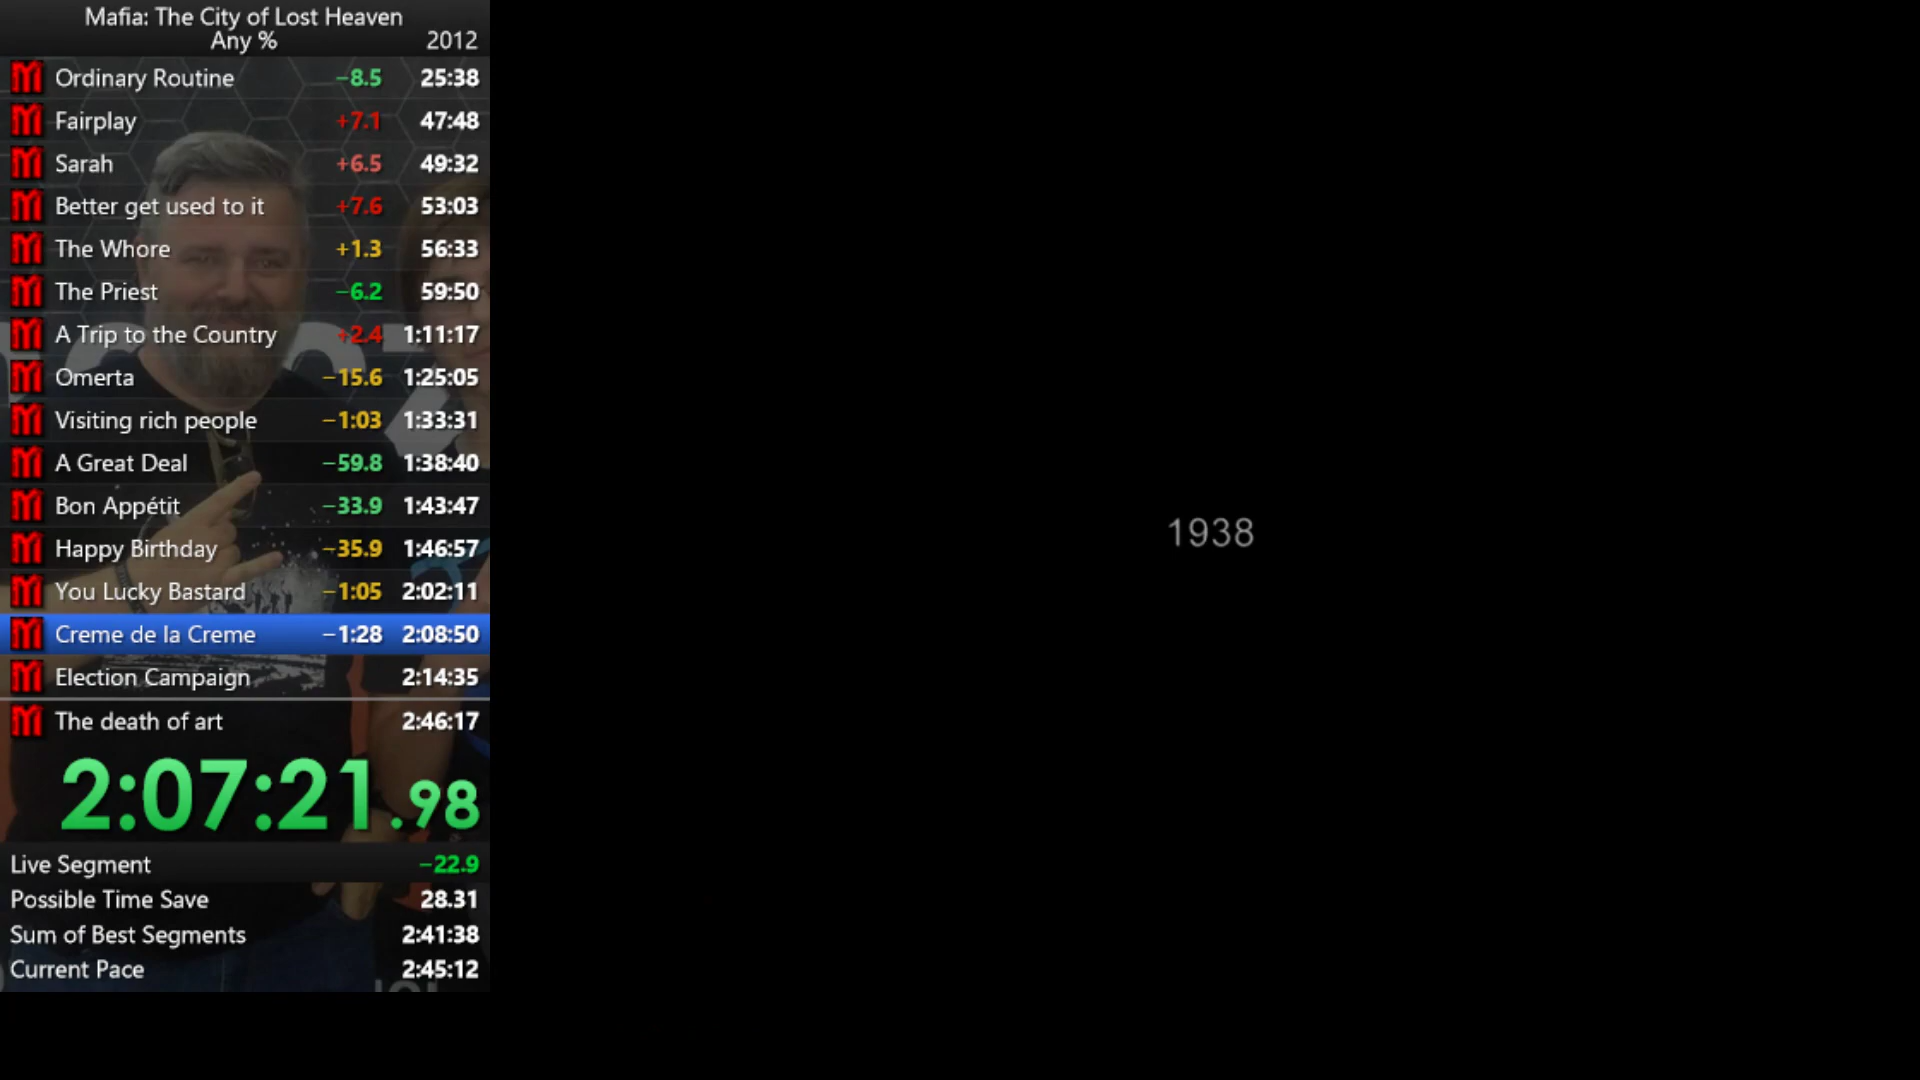 Mafia: The City of Lost Heaven
Any % 2012
Ordinary Routine −8.5 25:38
Fairplay +7.1 47:48
Sarah +6.5 49:32
Better get used to it +7.6 53:03
The Whore +1.3 56:33
The Priest −6.2 59:50
A Trip to the Country +2.4 1:11:17
Omerta −15.6 1:25:05
Visiting rich people −1:03 1:33:31
A Great Deal −59.8 1:38:40
Bon Appétit −33.9 1:43:47
Happy Birthday −35.9 1:46:57
You Lucky Bastard −1:05 2:02:11
Creme de la Creme −1:28 2:08:50
Election Campaign 2:14:35
The death of art 2:46:17
2:07:21.98
Live Segment −22.9
Possible Time Save 28.31
Sum of Best Segments 2:41:38
Current Pace 2:45:12
1938